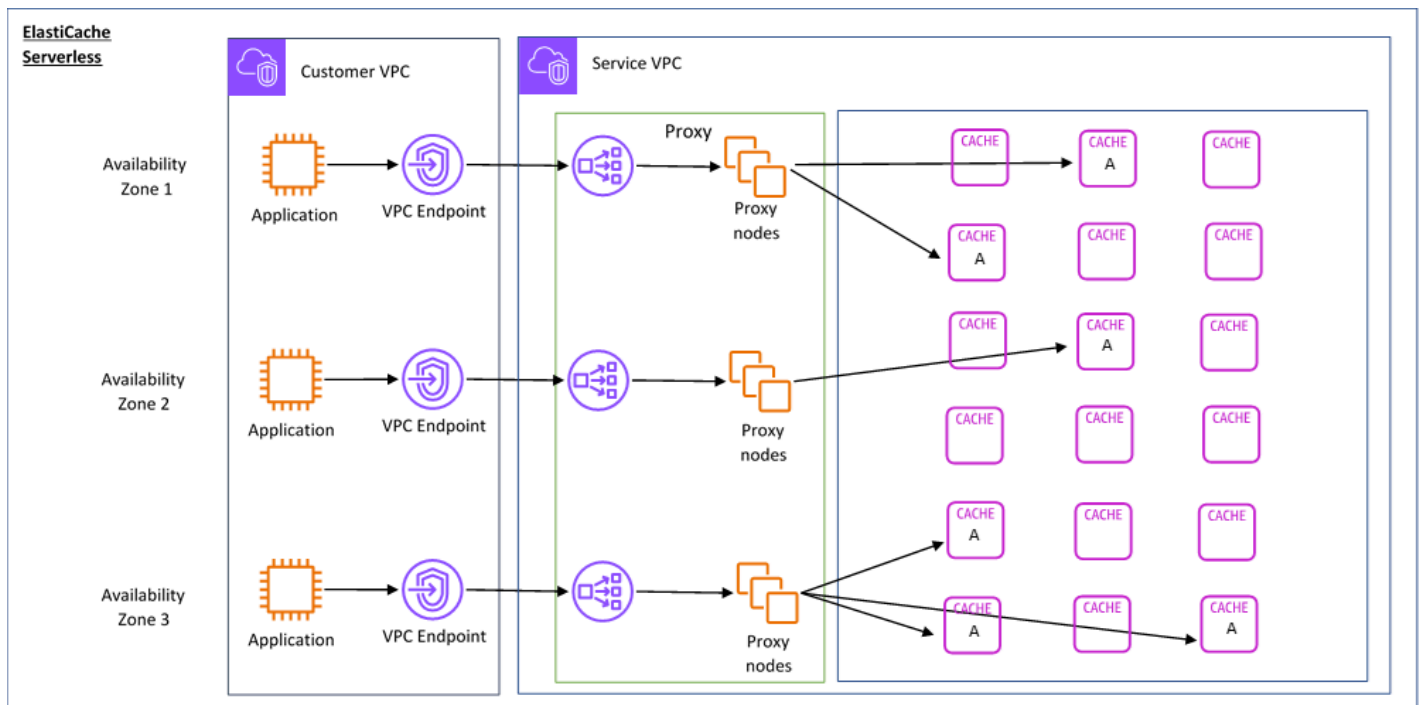 ElastiCache
Serverless
Customer VPC
Service VPC
Proxy
Availability
Zone 1
Application
VPC Endpoint
Proxy
nodes
CACHE
CACHE
A
CACHE
CACHE
A
CACHE
CACHE
Availability
Zone 2
Application
VPC Endpoint
Proxy
nodes
CACHE
CACHE
A
CACHE
CACHE
CACHE
CACHE
Availability
Zone 3
Application
VPC Endpoint
Proxy
nodes
CACHE
A
CACHE
CACHE
CACHE
A
CACHE
CACHE
A